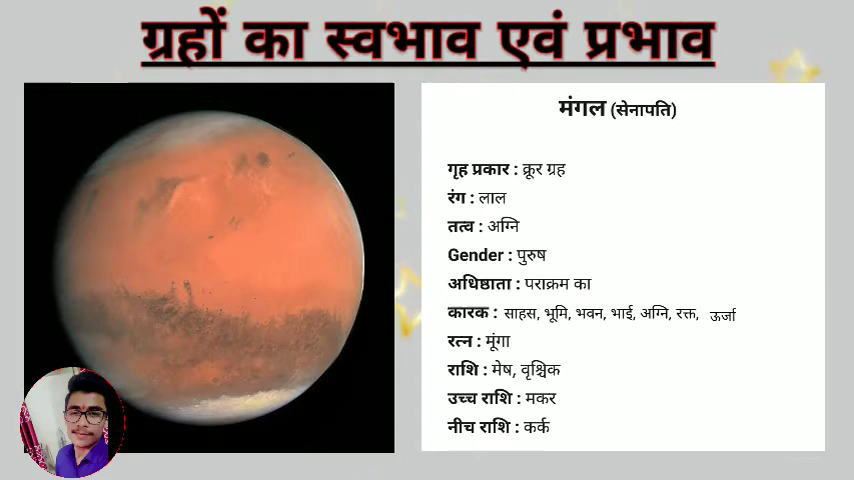 ग्रहों का स्वभाव एवं प्रभाव
मंगल (सेनापति)
गृह प्रकार : क्रूर ग्रह
रंग : लाल
तत्व : अग्नि
Gender : पुरुष
अधिष्ठाता : पराक्रम का
कारक : साहस, भूमि, भवन, भाई, अग्नि, रक्त, ऊर्जा
रत्न : मूंगा
राशि : मेष, वृश्चिक
उच्च राशि : मकर
नीच राशि : कर्क